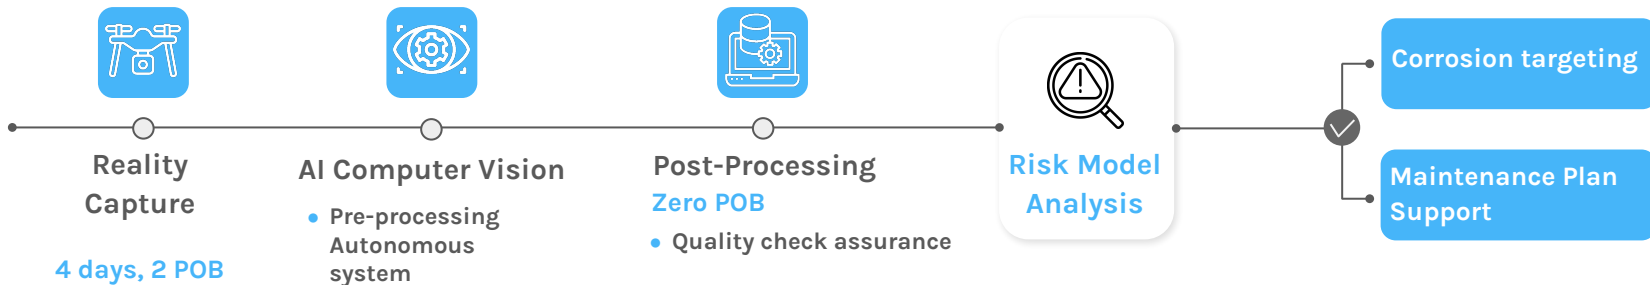 Reality
Capture
4 days, 2 POB
AI Computer Vision
Pre-processing
Autonomous
system
Post-Processing
Zero POB
Quality check assurance
Risk Model
Analysis
Corrosion targeting
Maintenance Plan
Support